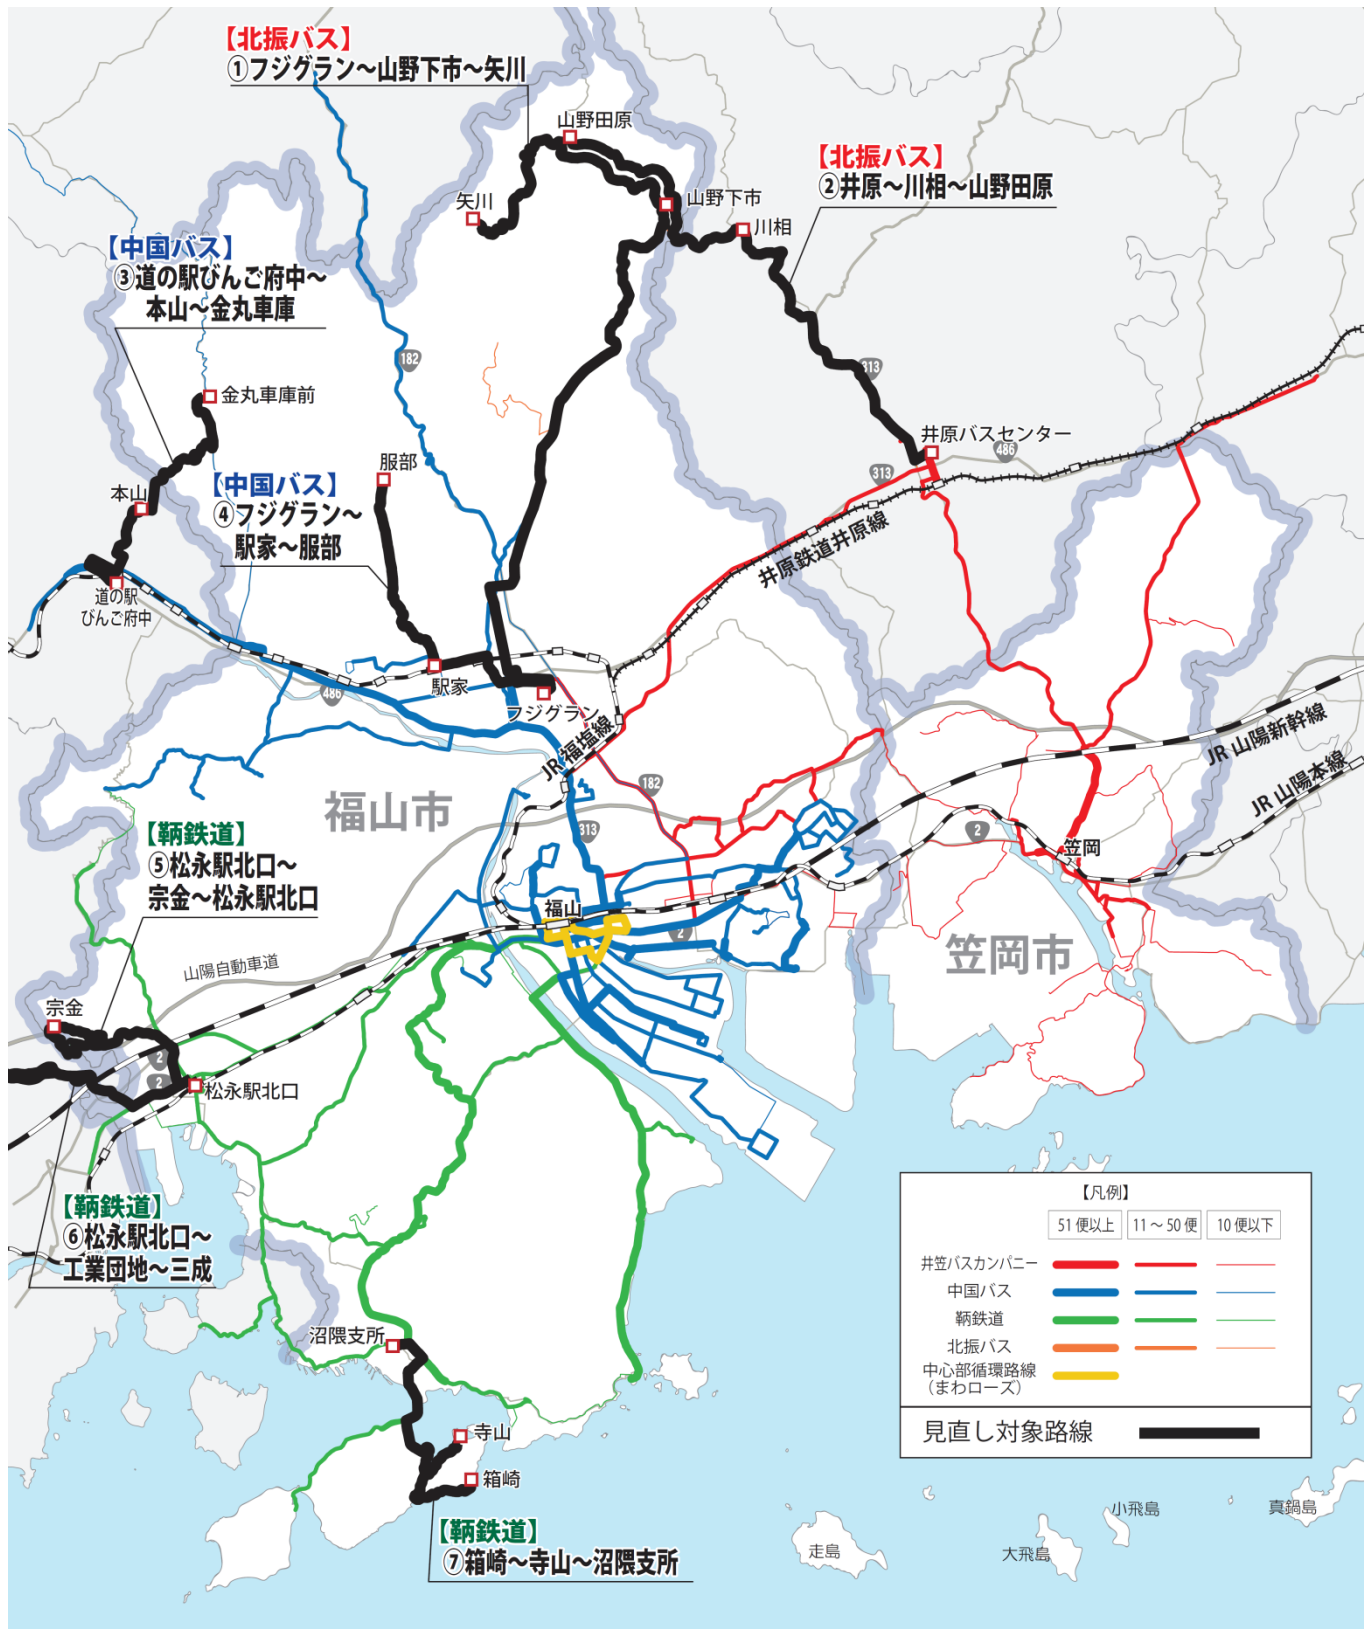 【北振バス】
①フジグラン～山野下市～矢川
山野田原
【北振バス】
②井原～川相～山野田原
矢川
山野下市
川相
【中国バス】
③道の駅びんご府中～
本山～金丸車庫
182
313
金丸車庫前
井原バスセンター
486
服部
313
【中国バス】
④フジグラン～
駅家～服部
本山
井原鉄道井原線
道の駅
びんご府中
駅家
486
フジグラン
JR 福塩線
JR 山陽新幹線
JR 山陽本線
182
福山市
313
2
【鞆鉄道】
⑤松永駅北口～
宗金～松永駅北口
笠岡
福山
2
笠岡市
山陽自動車道
宗金
2
2
松永駅北口
【鞆鉄道】
⑥松永駅北口～
工業団地～三成
【凡例】
51 便以上
11 ～ 50 便
10 便以下
井笠バスカンパニー
中国バス
鞆鉄道
北振バス
中心部循環路線
（まわローズ）
見直し対象路線
沼隈支所
寺山
箱崎
【鞆鉄道】
⑦箱崎～寺山～沼隈支所
走島
大飛島
小飛島
真鍋島